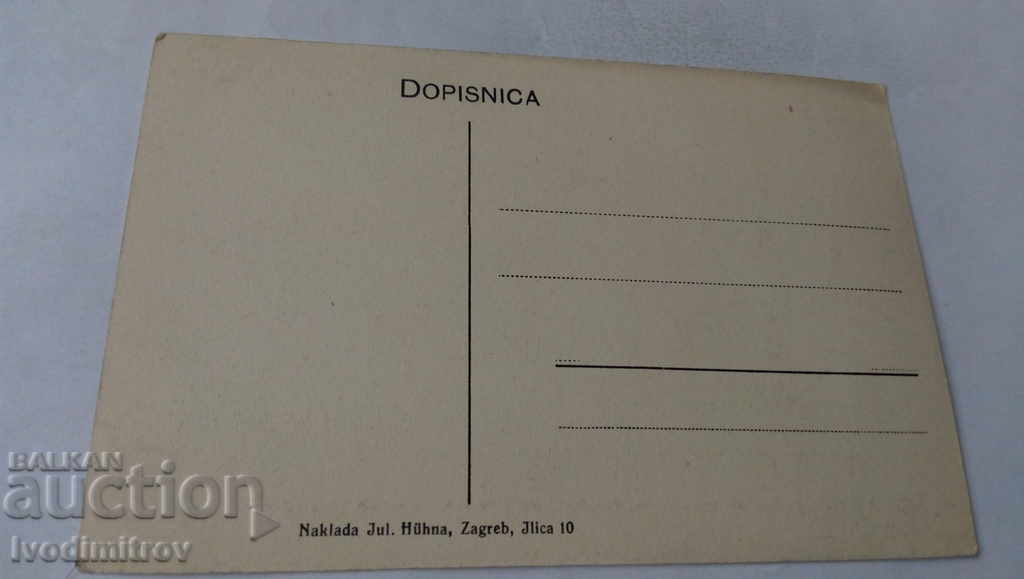 DOPISNICA
Naklada Jul. Hühna, Zagreb, Jlica 10
BALKAN
auction
Ivodimitrov